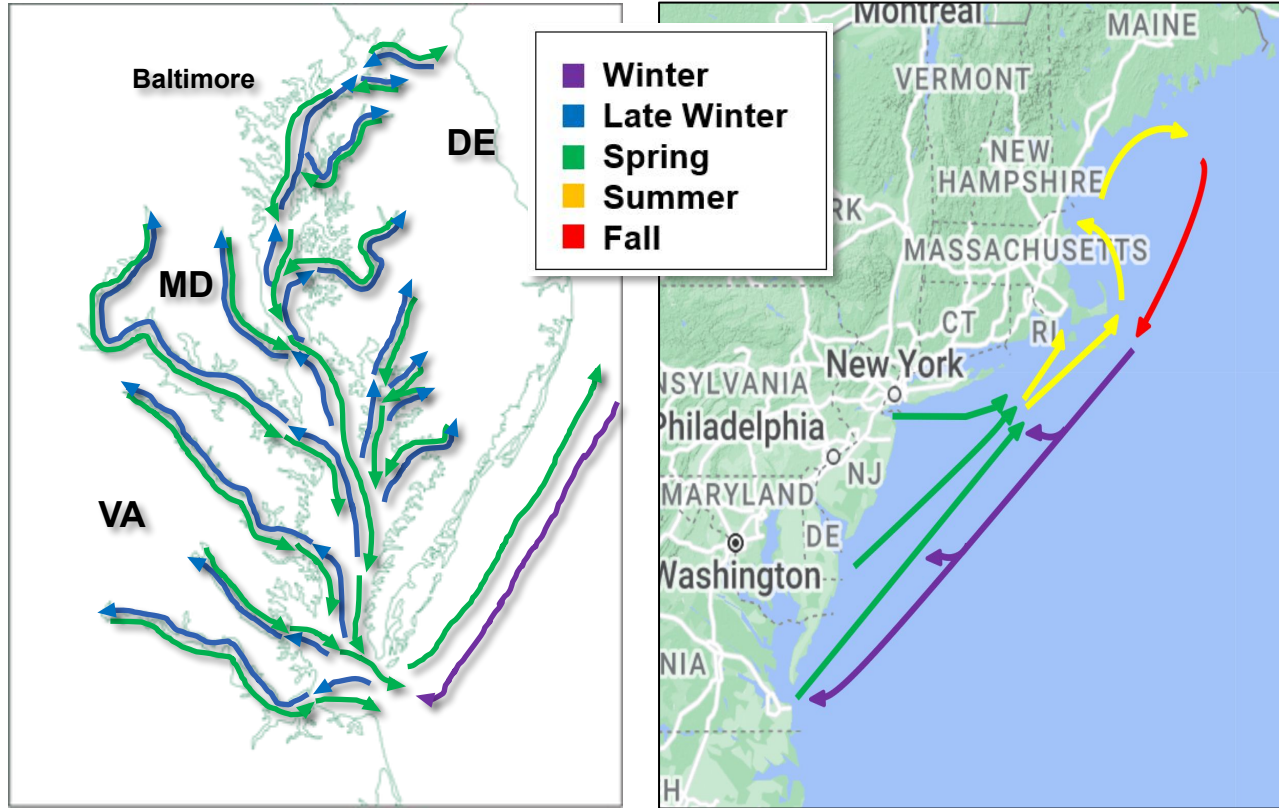 Baltimore
DE
MD
VA
Winter
Late Winter
Spring
Summer
Fall
Montreal
MAINE
VERMONT
NEW
HAMPSHIRE
RK
MASSACHUSETTS
CT
RI
New York
NSYLVANIA
Philadelphia
NJ
MARYLAND
DE
Washington
NIA
H